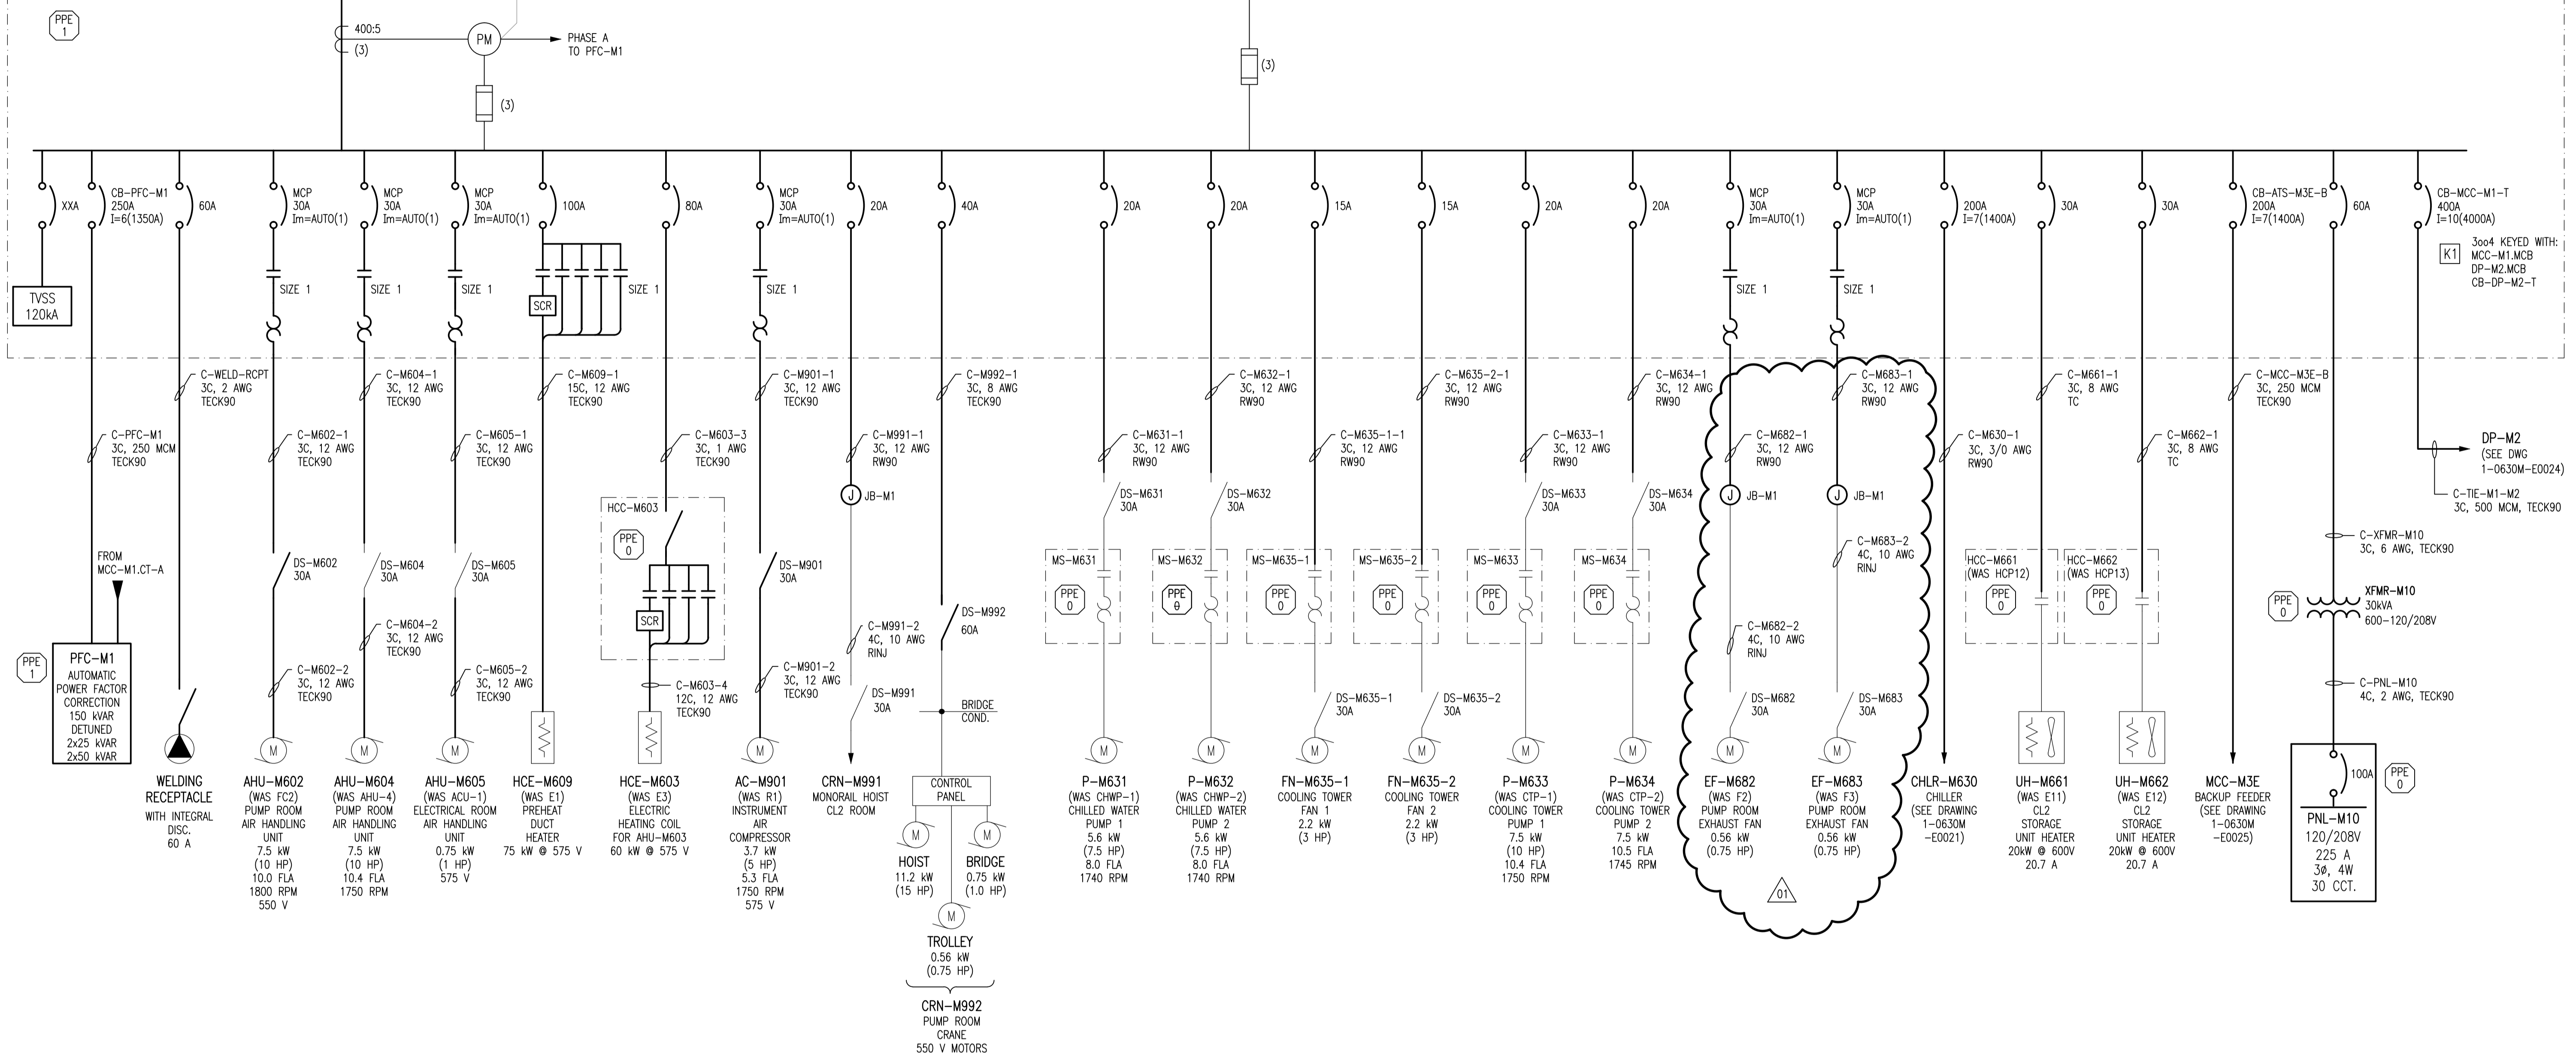 PPE
1
400:5
(3)
PM
PHASE A
TO PFC-M1
(3)
(3)
XXA
CB-PFC-M1
250A
I=6(1350A)
60A
MCP
30A
Im=AUTO(1)
MCP
30A
Im=AUTO(1)
MCP
30A
Im=AUTO(1)
100A
80A
MCP
30A
Im=AUTO(1)
20A
40A
20A
20A
15A
15A
20A
20A
MCP
30A
Im=AUTO(1)
MCP
30A
Im=AUTO(1)
200A
I=7(1400A)
30A
30A
CB-ATS-M3E-B
200A
I=7(1400A)
60A
CB-MCC-M1-T
400A
I=10(4000A)
K1
3oo4 KEYED WITH:
MCC-M1.MCB
DP-M2.MCB
CB-DP-M2-T
TVSS
120kA
SIZE 1
SIZE 1
SIZE 1
SCR
SIZE 1
SIZE 1
SIZE 1
SIZE 1
C-WELD-RCPT
3C, 2 AWG
TECK90
C-M604-1
3C, 12 AWG
TECK90
C-M609-1
15C, 12 AWG
TECK90
C-M901-1
3C, 12 AWG
TECK90
C-M992-1
3C, 8 AWG
TECK90
C-M632-1
3C, 12 AWG
RW90
C-M635-2-1
3C, 12 AWG
RW90
C-M634-1
3C, 12 AWG
RW90
C-M683-1
3C, 12 AWG
RW90
C-M661-1
3C, 8 AWG
TC
C-MCC-M3E-B
3C, 250 MCM
TECK90
C-PFC-M1
3C, 250 MCM
TECK90
C-M602-1
3C, 12 AWG
TECK90
C-M605-1
3C, 12 AWG
TECK90
C-M603-3
3C, 1 AWG
TECK90
C-M991-1
3C, 12 AWG
RW90
C-M631-1
3C, 12 AWG
RW90
C-M635-1-1
3C, 12 AWG
RW90
C-M633-1
3C, 12 AWG
RW90
C-M682-1
3C, 12 AWG
RW90
C-M630-1
3C, 3/0 AWG
RW90
C-M662-1
3C, 8 AWG
TC
DP-M2
(SEE DWG
1-0630M-E0024)
C-TIE-M1-M2
3C, 500 MCM, TECK90
J
JB-M1
DS-M631
30A
DS-M632
30A
DS-M633
30A
DS-M634
30A
J
JB-M1
J
JB-M1
HCC-M603
PPE
0
SCR
FROM
MCC-M1.CT-A
DS-M602
30A
DS-M604
30A
DS-M605
30A
DS-M901
30A
MS-M631
PPE
0
MS-M632
PPE
0
MS-M635-1
PPE
0
MS-M635-2
PPE
0
MS-M633
PPE
0
MS-M634
PPE
0
C-M683-2
4C, 10 AWG
RINJ
HCC-M661
(WAS HCP12)
PPE
0
HCC-M662
(WAS HCP13)
PPE
0
C-XFMR-M10
3C, 6 AWG, TECK90
PPE
0
XFMR-M10
30kVA
600-120/208V
C-M604-2
3C, 12 AWG
TECK90
C-M991-2
4C, 10 AWG
RINJ
DS-M992
60A
C-M682-2
4C, 10 AWG
RINJ
PPE
1
PFC-M1
AUTOMATIC
POWER FACTOR
CORRECTION
150 kVAR
DETUNED
2x25 kVAR
2x50 kVAR
C-M602-2
3C, 12 AWG
TECK90
C-M605-2
3C, 12 AWG
TECK90
C-M603-4
12C, 12 AWG
TECK90
C-M901-2
3C, 12 AWG
TECK90
DS-M991
30A
BRIDGE
COND.
DS-M635-1
30A
DS-M635-2
30A
DS-M682
30A
DS-M683
30A
C-PNL-M10
4C, 2 AWG, TECK90
M
M
M
M
M
M
M
M
M
M
M
M
WELDING
RECEPTACLE
WITH INTEGRAL
DISC.
60 A
AHU-M602
(WAS FC2)
PUMP ROOM
AIR HANDLING
UNIT
7.5 kW
(10 HP)
10.0 FLA
1800 RPM
550 V
AHU-M604
(WAS AHU-4)
PUMP ROOM
AIR HANDLING
UNIT
7.5 kW
(10 HP)
10.4 FLA
1750 RPM
AHU-M605
(WAS ACU-1)
ELECTRICAL ROOM
AIR HANDLING
UNIT
0.75 kW
(1 HP)
575 V
HCE-M609
(WAS E1)
PREHEAT
DUCT
HEATER
75 kW @ 575 V
HCE-M603
(WAS E3)
ELECTRIC
HEATING COIL
FOR AHU-M603
60 kW @ 575 V
AC-M901
(WAS R1)
INSTRUMENT
AIR
COMPRESSOR
3.7 kW
(5 HP)
5.3 FLA
1750 RPM
575 V
CRN-M991
MONORAIL HOIST
CL2 ROOM
CONTROL
PANEL
M
M
HOIST
11.2 kW
(15 HP)
BRIDGE
0.75 kW
(1.0 HP)
M
TROLLEY
0.56 kW
(0.75 HP)
CRN-M992
PUMP ROOM
CRANE
550 V MOTORS
P-M631
(WAS CHWP-1)
CHILLED WATER
PUMP 1
5.6 kW
(7.5 HP)
8.0 FLA
1740 RPM
P-M632
(WAS CHWP-2)
CHILLED WATER
PUMP 2
5.6 kW
(7.5 HP)
8.0 FLA
1740 RPM
FN-M635-1
COOLING TOWER
FAN 1
2.2 kW
(3 HP)
FN-M635-2
COOLING TOWER
FAN 2
2.2 kW
(3 HP)
P-M633
(WAS CTP-1)
COOLING TOWER
PUMP 1
7.5 kW
(10 HP)
10.4 FLA
1750 RPM
P-M634
(WAS CTP-2)
COOLING TOWER
PUMP 2
7.5 kW
10.5 FLA
1745 RPM
EF-M682
(WAS F2)
PUMP ROOM
EXHAUST FAN
0.56 kW
(0.75 HP)
EF-M683
(WAS F3)
PUMP ROOM
EXHAUST FAN
0.56 kW
(0.75 HP)
01
CHLR-M630
CHILLER
(SEE DRAWING
1-0630M
-E0021)
UH-M661
(WAS E11)
CL2
STORAGE
UNIT HEATER
20kW @ 600V
20.7 A
UH-M662
(WAS E12)
CL2
STORAGE
UNIT HEATER
20kW @ 600V
20.7 A
MCC-M3E
BACKUP FEEDER
(SEE DRAWING
1-0630M
-E0025)
100A
PPE
0
PNL-M10
120/208V
225 A
3ø, 4W
30 CCT.